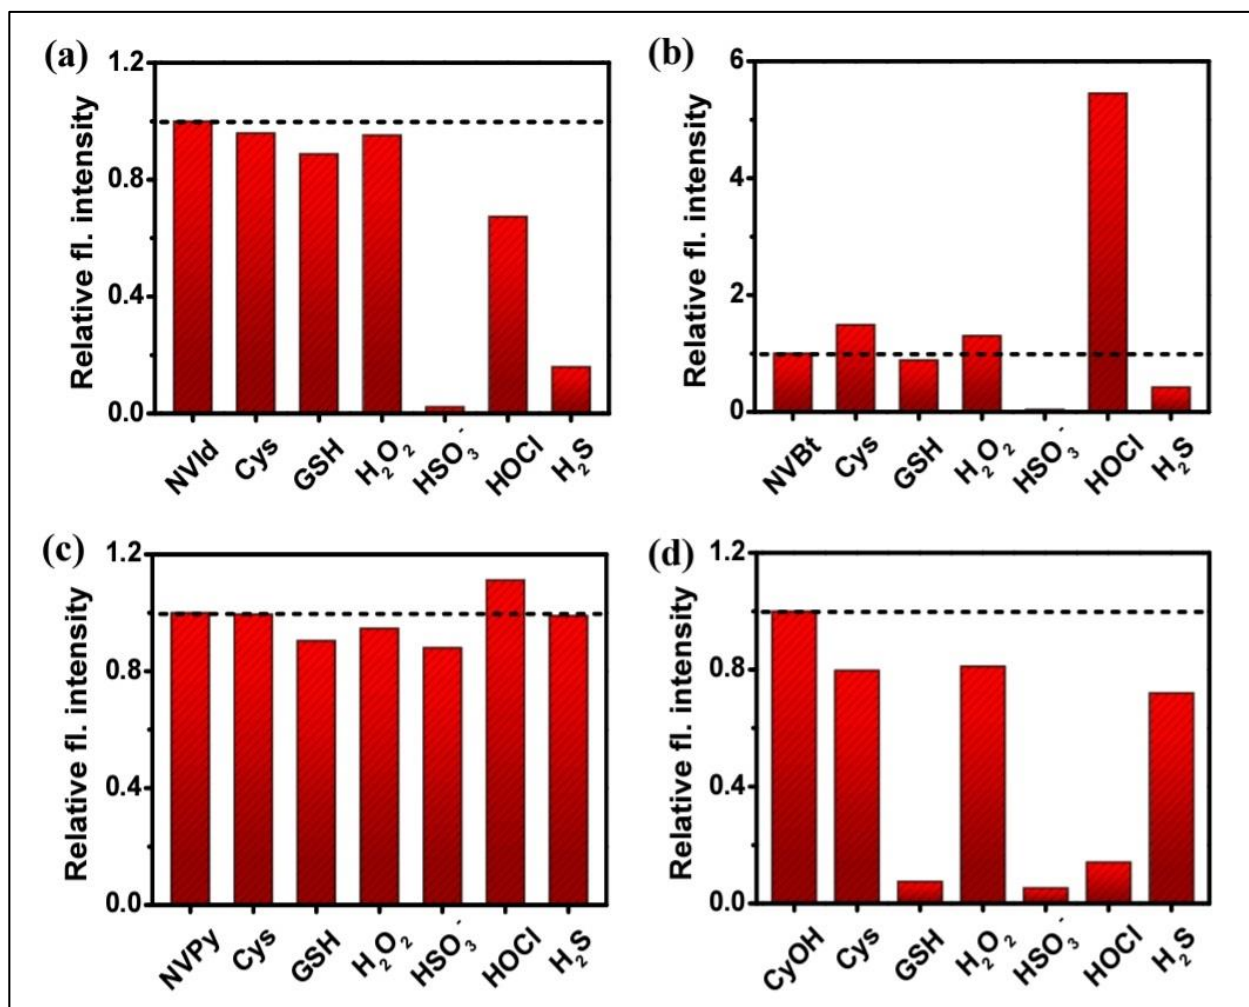 (a)
Relative fl. intensity
1.2
0.8
0.4
0.0
NVId
Cys
GSH
H₂O₂
HSO₃⁻
HOCl
H₂S
(b)
Relative fl. intensity
6
4
2
0
NVBt
Cys
GSH
H₂O₂
HSO₃⁻
HOCl
H₂S
(c)
Relative fl. intensity
1.2
0.8
0.4
0.0
NVPy
Cys
GSH
H₂O₂
HSO₃⁻
HOCl
H₂S
(d)
Relative fl. intensity
1.2
0.8
0.4
0.0
CyOH
Cys
GSH
H₂O₂
HSO₃⁻
HOCl
H₂S